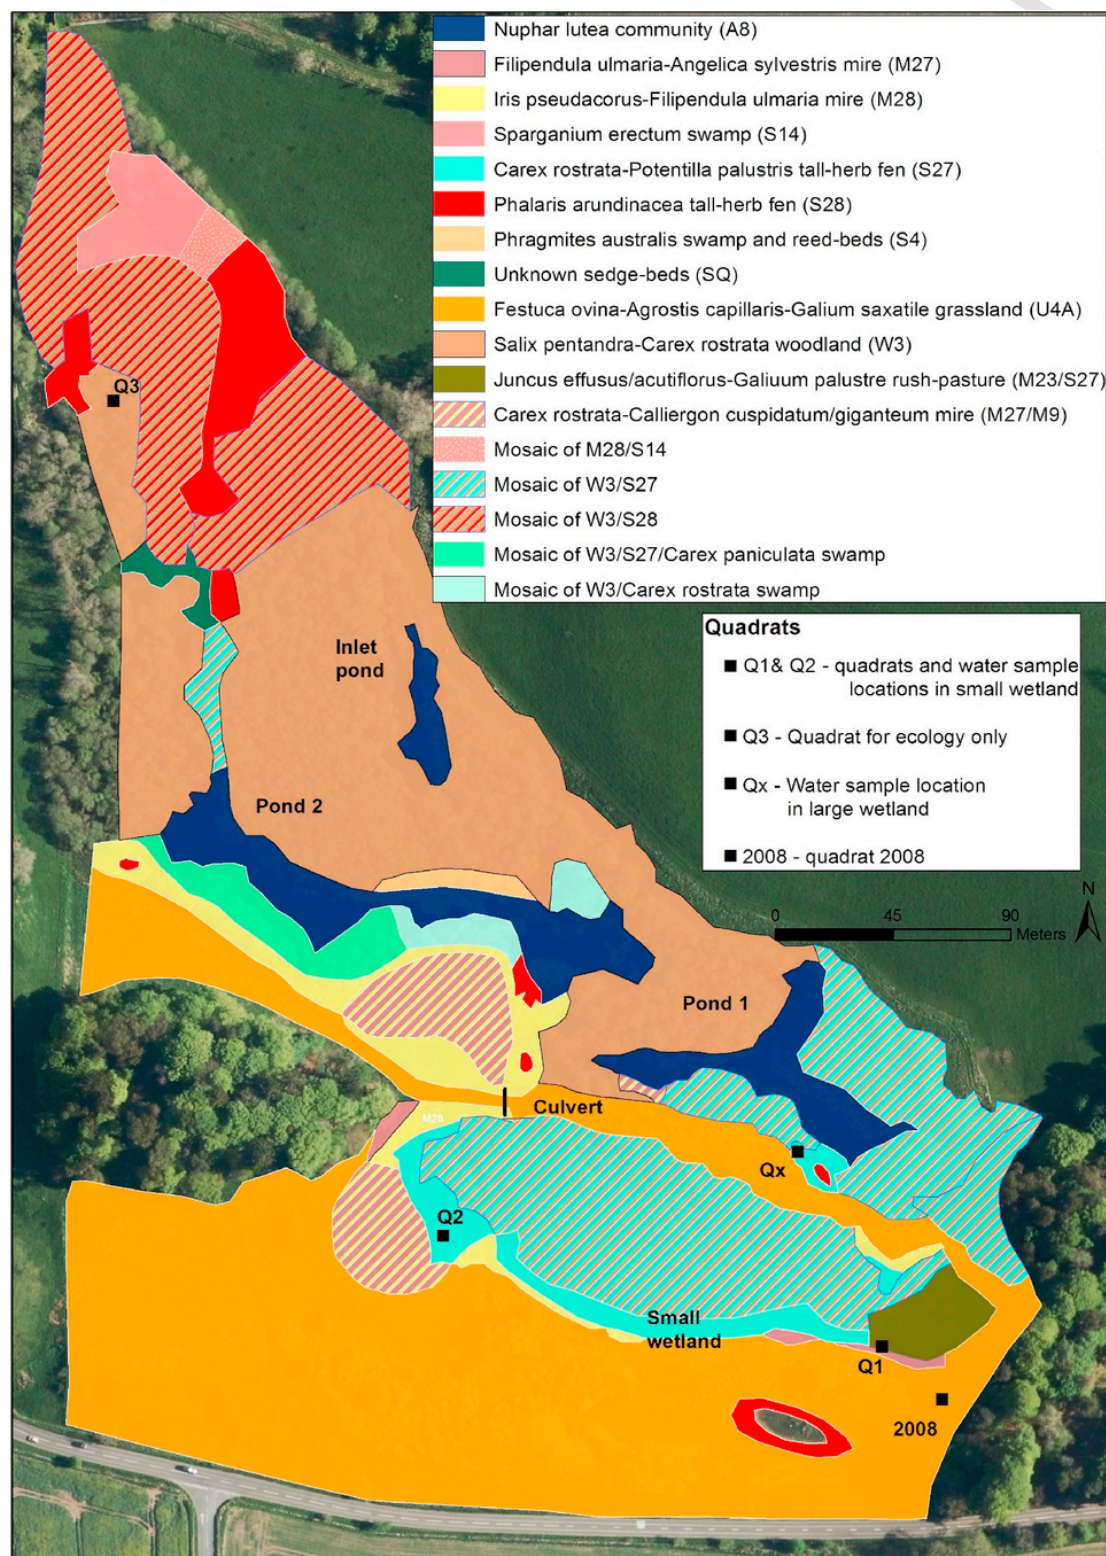 Nuphar lutea community (A8)
Filipendula ulmaria-Angelica sylvestris mire (M27)
Iris pseudacorus-Filipendula ulmaria mire (M28)
Sparganium erectum swamp (S14)
Carex rostrata-Potentilla palustris tall-herb fen (S27)
Phalaris arundinacea tall-herb fen (S28)
Phragmites australis swamp and reed-beds (S4)
Unknown sedge-beds (SQ)
Festuca ovina-Agrostis capillaris-Galium saxatile grassland (U4A)
Salix pentandra-Carex rostrata woodland (W3)
Juncus effusus/acutiflorus-Galiuum palustre rush-pasture (M23/S27)
Carex rostrata-Calliergon cuspidatum/giganteum mire (M27/M9)
Mosaic of M28/S14
Mosaic of W3/S27
Mosaic of W3/S28
Mosaic of W3/S27/Carex paniculata swamp
Mosaic of W3/Carex rostrata swamp
Quadrats
Q1& Q2 - quadrats and water sample
locations in small wetland
Q3 - Quadrat for ecology only
Qx - Water sample location
in large wetland
2008 - quadrat 2008
N
0 45 90
Meters
Q3
Inlet
pond
Pond 2
Pond 1
Culvert
M28
Qx
Q2
Small
wetland
Q1
2008